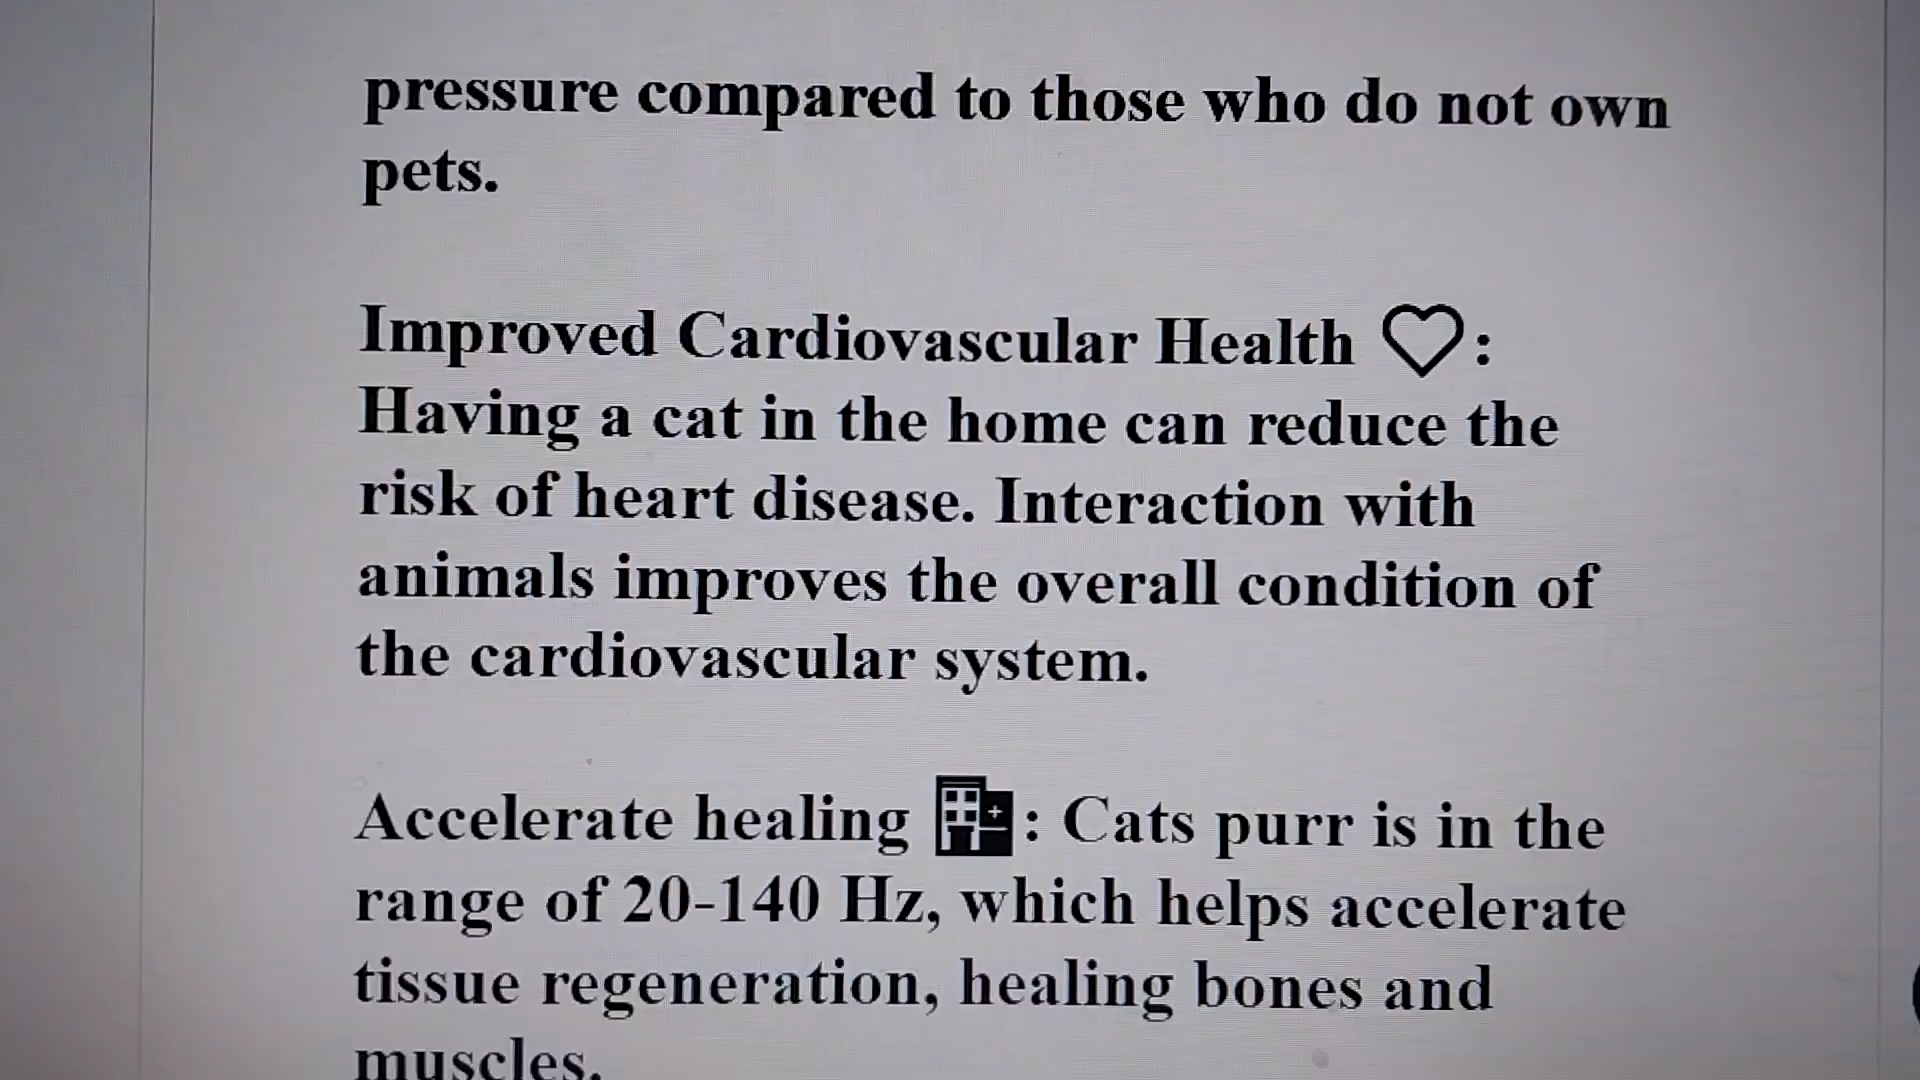 pressure compared to those who do not own
pets.
Improved Cardiovascular Health ♡:
Having a cat in the home can reduce the
risk of heart disease. Interaction with
animals improves the overall condition of
the cardiovascular system.
Accelerate healing 🏥: Cats purr is in the
range of 20-140 Hz, which helps accelerate
tissue regeneration, healing bones and
muscles.